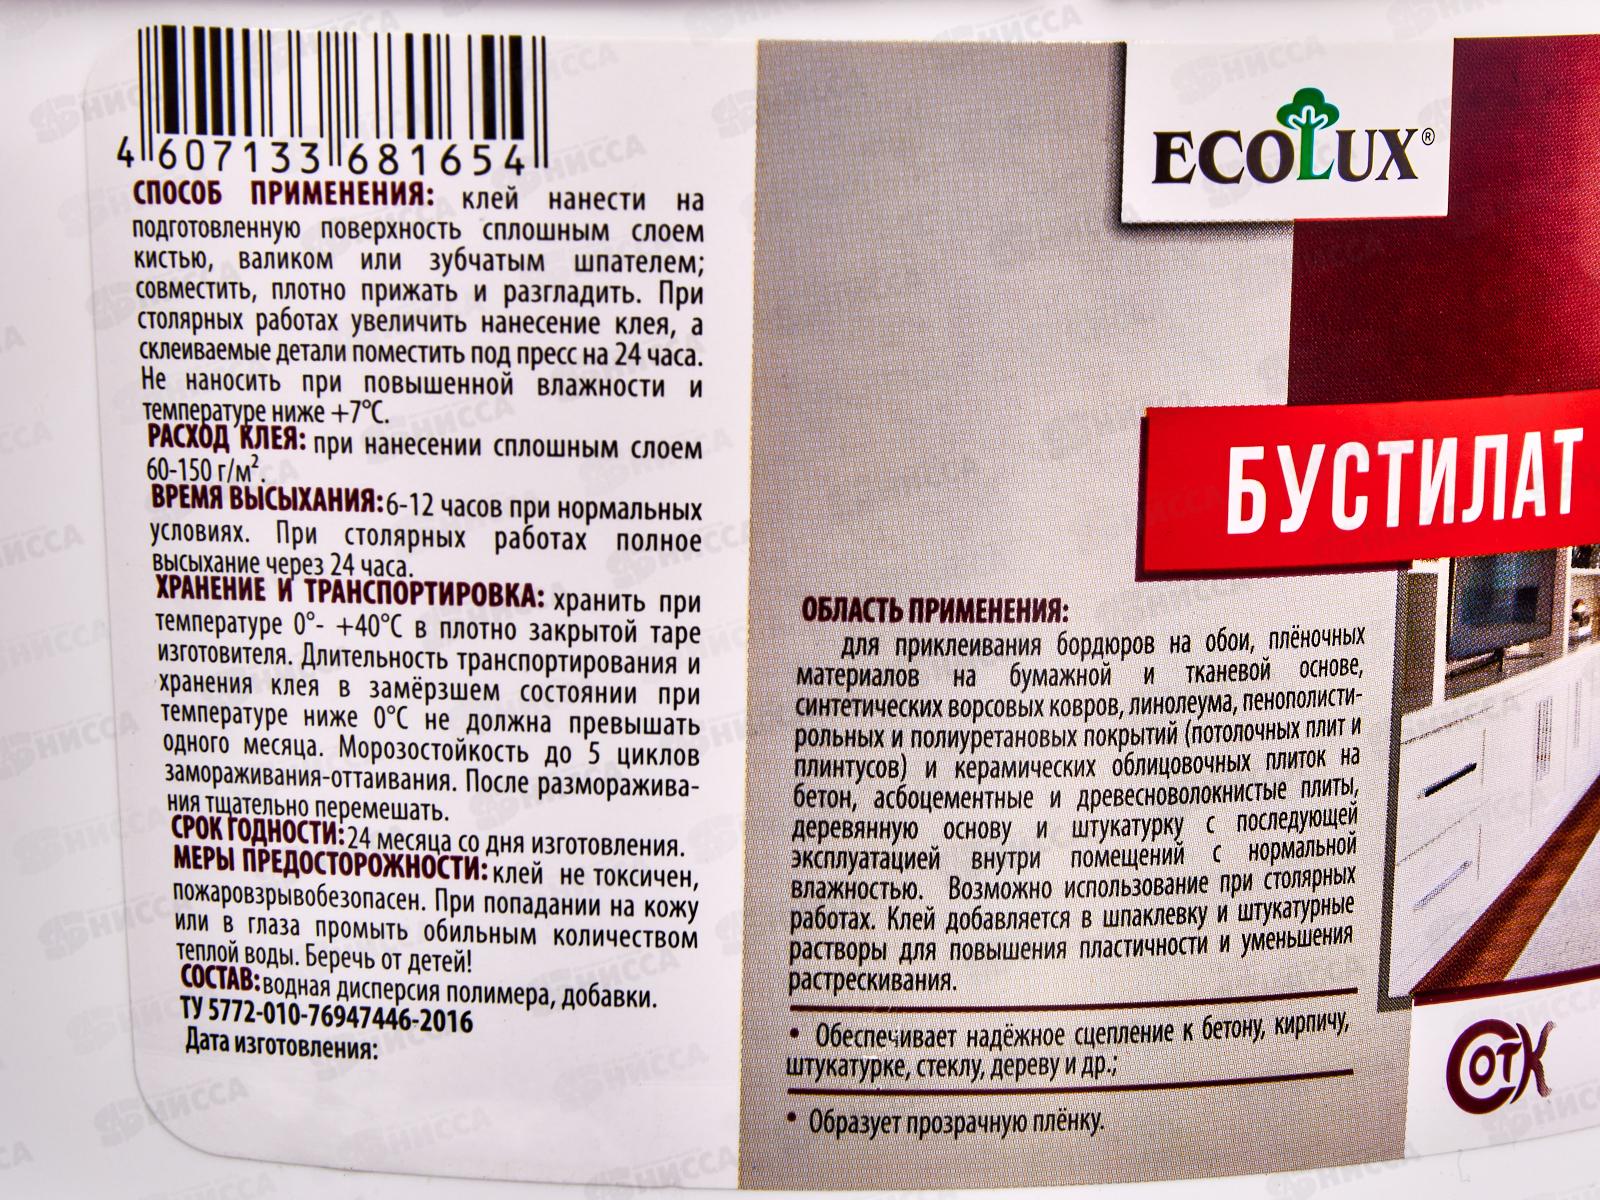 4 607133 681654
СПОСОБ ПРИМЕНЕНИЯ: клей нанести на
подготовленную поверхность сплошным слоем
кистью, валиком или зубчатым шпателем;
совместить, плотно прижать и разгладить. При
столярных работах увеличить нанесение клея, а
склеиваемые детали поместить под пресс на 24 часа.
Не наносить при повышенной влажности и
температуре ниже +7°С.
РАСХОД КЛЕЯ: при нанесении сплошным слоем
60-150 г/м².
ВРЕМЯ ВЫСЫХАНИЯ: 6-12 часов при нормальных
условиях. При столярных работах полное
высыхание через 24 часа.
ХРАНЕНИЕ И ТРАНСПОРТИРОВКА: хранить при
температуре 0°- +40°С в плотно закрытой таре
изготовителя. Длительность транспортирования и
хранения клея в замёрзшем состоянии при
температуре ниже 0°С не должна превышать
одного месяца. Морозостойкость до 5 циклов
замораживания-оттаивания. После разморажива-
ния тщательно перемешать.
СРОК ГОДНОСТИ: 24 месяца со дня изготовления.
МЕРЫ ПРЕДОСТОРОЖНОСТИ: клей не токсичен,
пожаровзрывобезопасен. При попадании на кожу
или в глаза промыть обильным количеством
теплой воды. Беречь от детей!
СОСТАВ: водная дисперсия полимера, добавки.
ТУ 5772-010-76947446-2016
Дата изготовления:
ECOLUX®
БУСТИЛАТ
ОБЛАСТЬ ПРИМЕНЕНИЯ:
для приклеивания бордюров на обои, плёночных
материалов на бумажной и тканевой основе,
синтетических ворсовых ковров, линолеума, пенополисти-
рольных и полиуретановых покрытий (потолочных плит и
плинтусов) и керамических облицовочных плиток на
бетон, асбоцементные и древесноволокнистые плиты,
деревянную основу и штукатурку с последующей
эксплуатацией внутри помещений с нормальной
влажностью. Возможно использование при столярных
работах. Клей добавляется в шпаклевку и штукатурные
растворы для повышения пластичности и уменьшения
растрескивания.
• Обеспечивает надёжное сцепление к бетону, кирпичу,
штукатурке, стеклу, дереву и др.;
• Образует прозрачную плёнку.
ОТК
НИССА